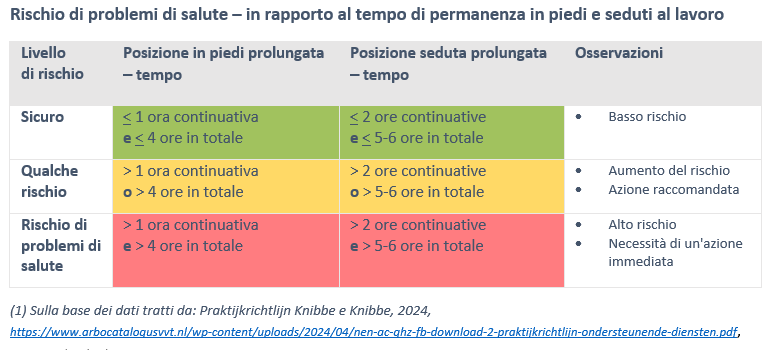 Rischio di problemi di salute – in rapporto al tempo di permanenza in piedi e seduti al lavoro
Livello di rischio
Posizione in piedi prolungata – tempo
Posizione seduta prolungata – tempo
Osservazioni
Sicuro
≤ 1 ora continuativa
e ≤ 4 ore in totale
≤ 2 ore continuative
e ≤ 5-6 ore in totale
• Basso rischio
Qualche rischio
> 1 ora continuativa
o > 4 ore in totale
> 2 ore continuative
o > 5-6 ore in totale
• Aumento del rischio
• Azione raccomandata
Rischio di problemi di salute
> 1 ora continuativa
e > 4 ore in totale
> 2 ore continuative
e > 5-6 ore in totale
• Alto rischio
• Necessità di un'azione immediata
(1) Sulla base dei dati tratti da: Praktijkrichtlijn Knibbe e Knibbe, 2024,
https://www.arbocatalogusvvt.nl/wp-content/uploads/2024/04/nen-ac-ghz-fb-download-2-praktijkrichtlijn-ondersteunende-diensten.pdf,